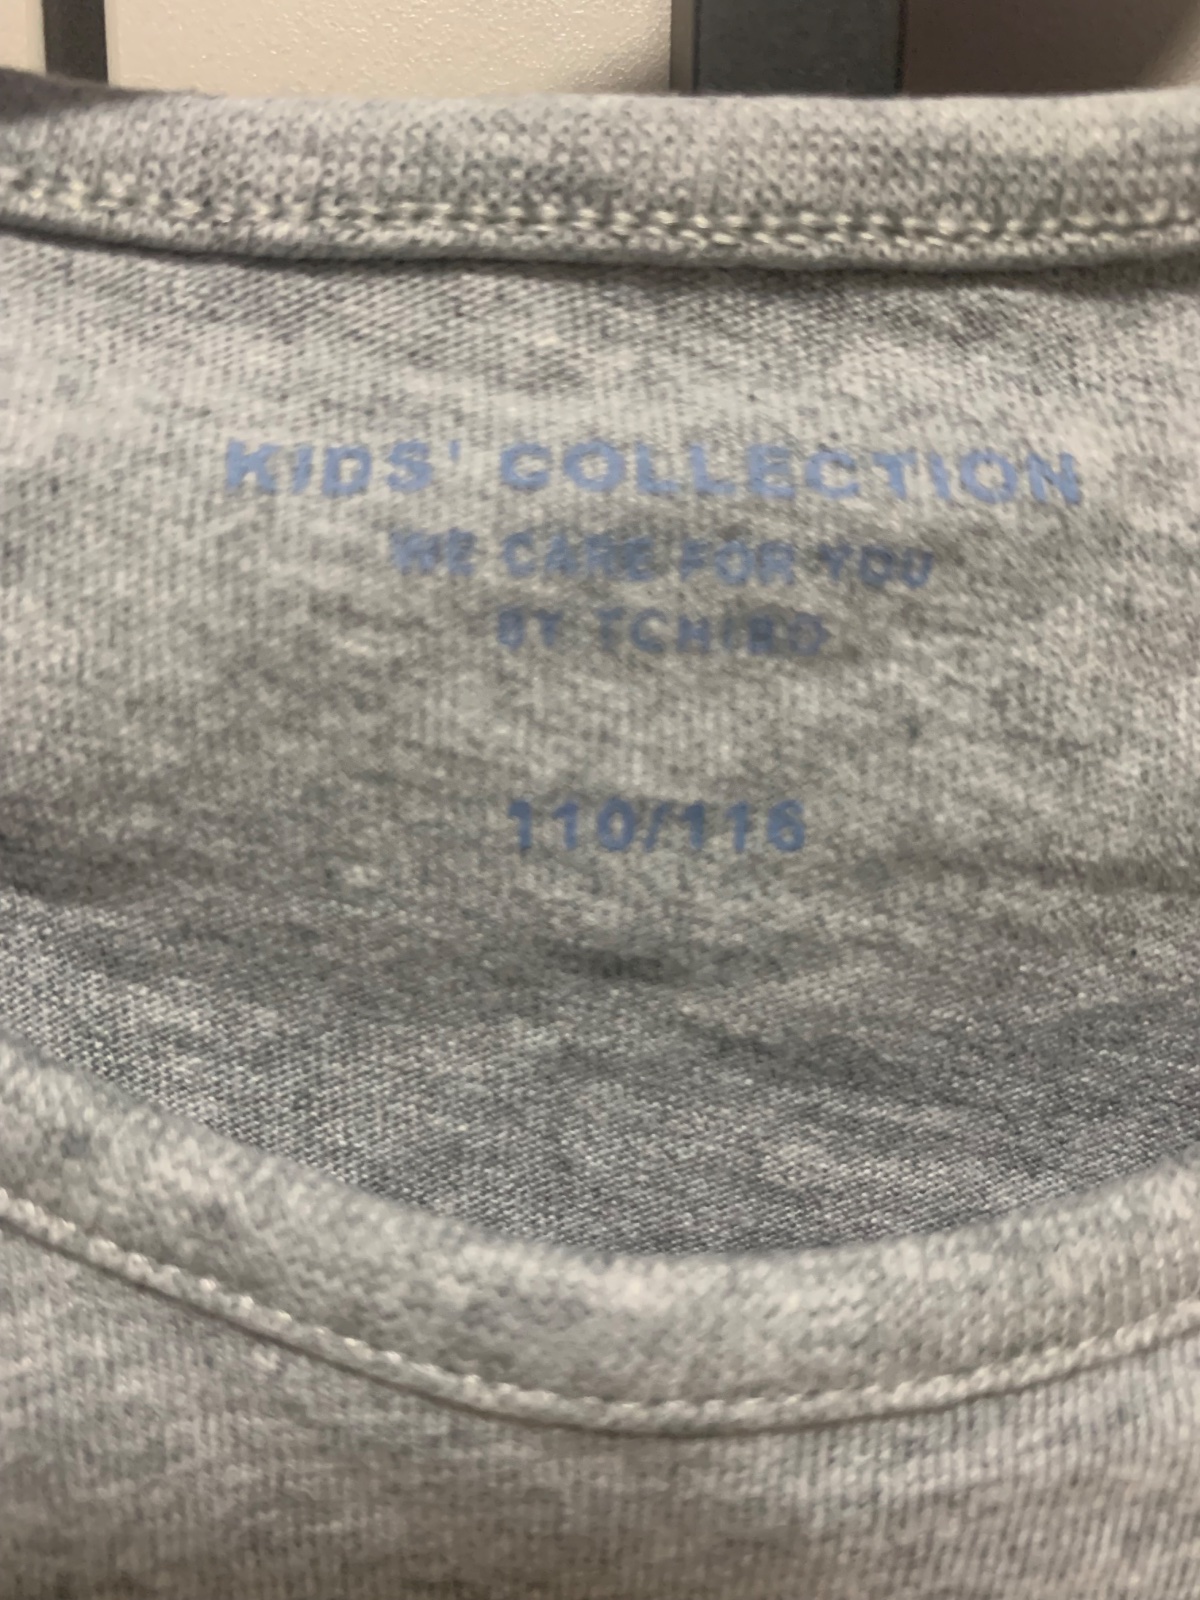 KIDS' COLLECTION
WE CARE FOR YOU
BY TCHIBO
110/116